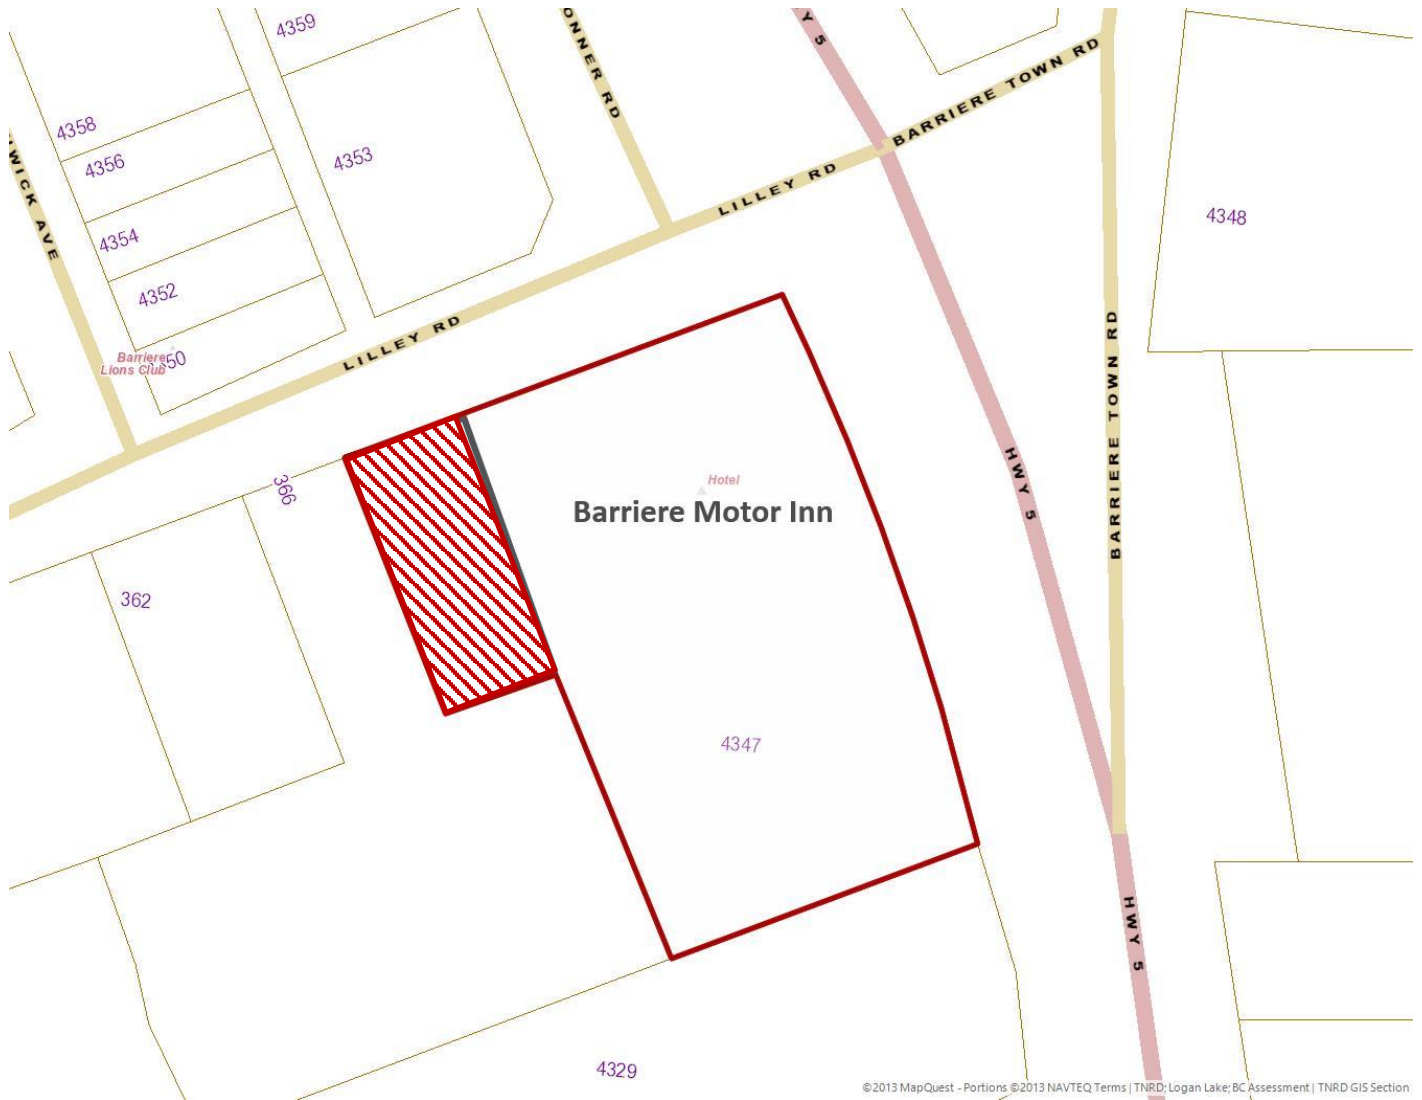 4359
ONNER RD
Y 5
BARRIERE TOWN RD
4358
4356
4353
WICK AVE
LILLEY RD
4348
4354
4352
LILLEY RD
BARRIERE TOWN RD
Barriere
Lions Club
50
366
Hotel
HWY 5
Barriere Motor Inn
362
4347
HWY 5
4329
©2013 MapQuest - Portions ©2013 NAVTEQ Terms | TNRD; Logan Lake; BC Assessment | TNRD GIS Section